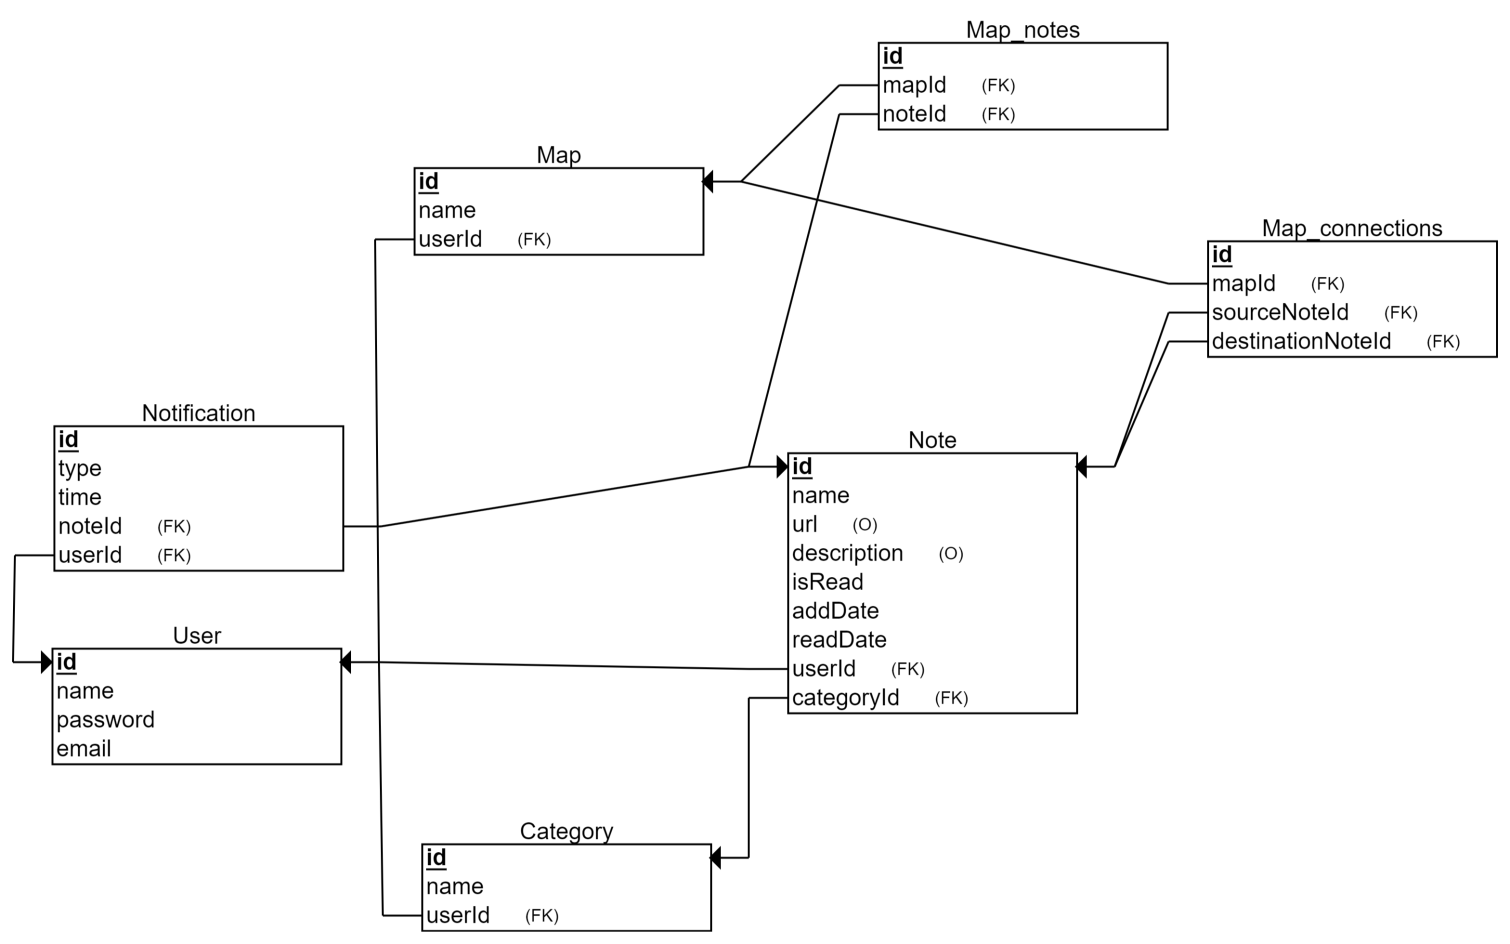 Map_notes
id
mapId (FK)
noteId (FK)
Map
id
name
userId (FK)
Map_connections
id
mapId (FK)
sourceNoteId (FK)
destinationNoteId (FK)
Notification
id
type
time
noteId (FK)
userId (FK)
Note
id
name
url (O)
description (O)
isRead
addDate
readDate
userId (FK)
categoryId (FK)
User
id
name
password
email
Category
id
name
userId (FK)